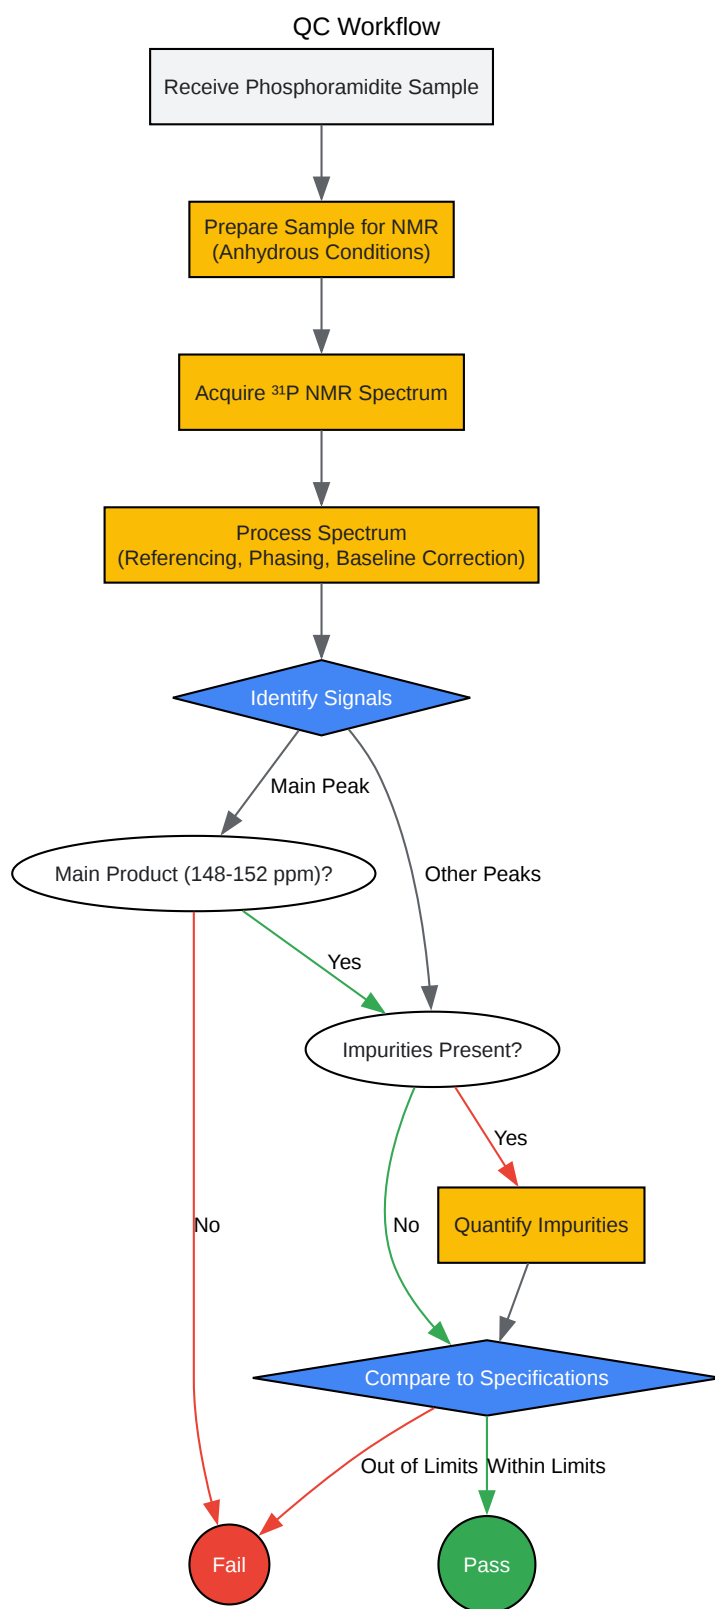 QC Workflow
Receive Phosphoramidite Sample
Prepare Sample for NMR
(Anhydrous Conditions)
Acquire ³¹P NMR Spectrum
Process Spectrum
(Referencing, Phasing, Baseline Correction)
Identify Signals
Main Peak
Main Product (148-152 ppm)?
Other Peaks
Yes
Impurities Present?
Yes
No
No
Quantify Impurities
Compare to Specifications
Out of Limits
Within Limits
Fail
Pass